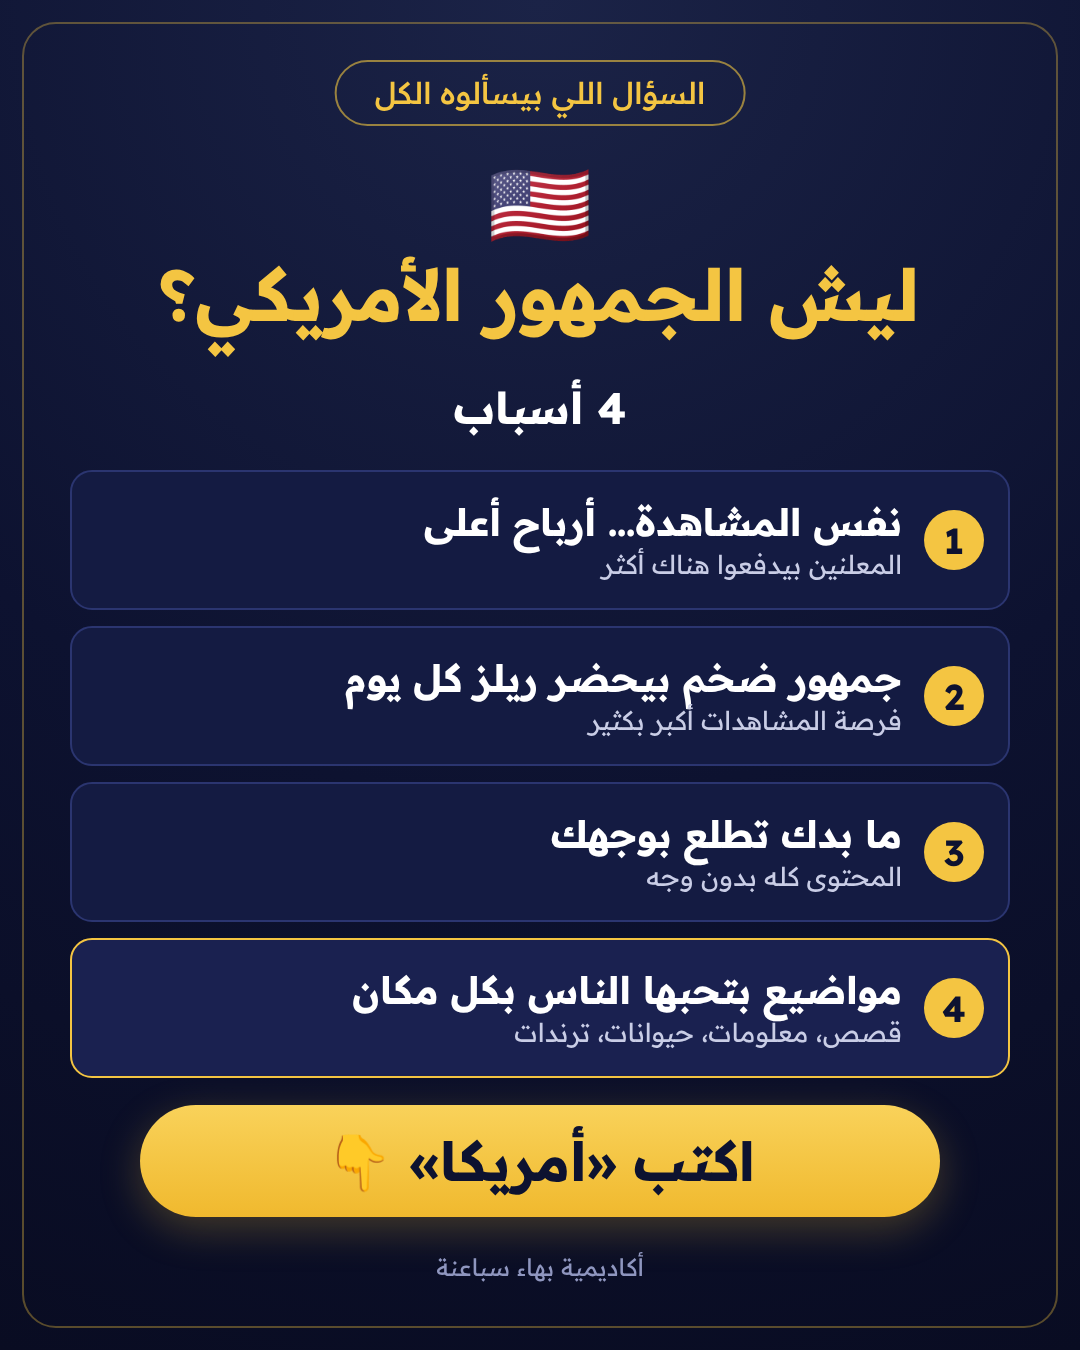 السؤال اللي بيسألوه الكل
ليش الجمهور الأمريكي؟
4 أسباب
1
نفس المشاهدة... أرباح أعلى
المعلنين بيدفعوا هناك أكثر
2
جمهور ضخم بيحضر ريلز كل يوم
فرصة المشاهدات أكبر بكثير
3
ما بدك تطلع بوجهك
المحتوى كله بدون وجه
4
مواضيع بتحبها الناس بكل مكان
قصص، معلومات، حيوانات، ترندات
اكتب «أمريكا» 👇
أكاديمية بهاء سباعنة